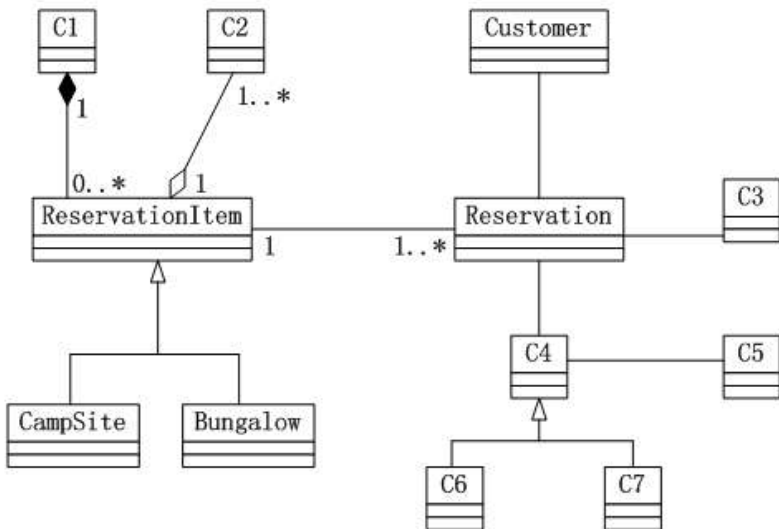 C1
C2
Customer
1
1..*
0..*
1
ReservationItem
Reservation
C3
1
1..*
C4
C5
CampSite
Bungalow
C6
C7